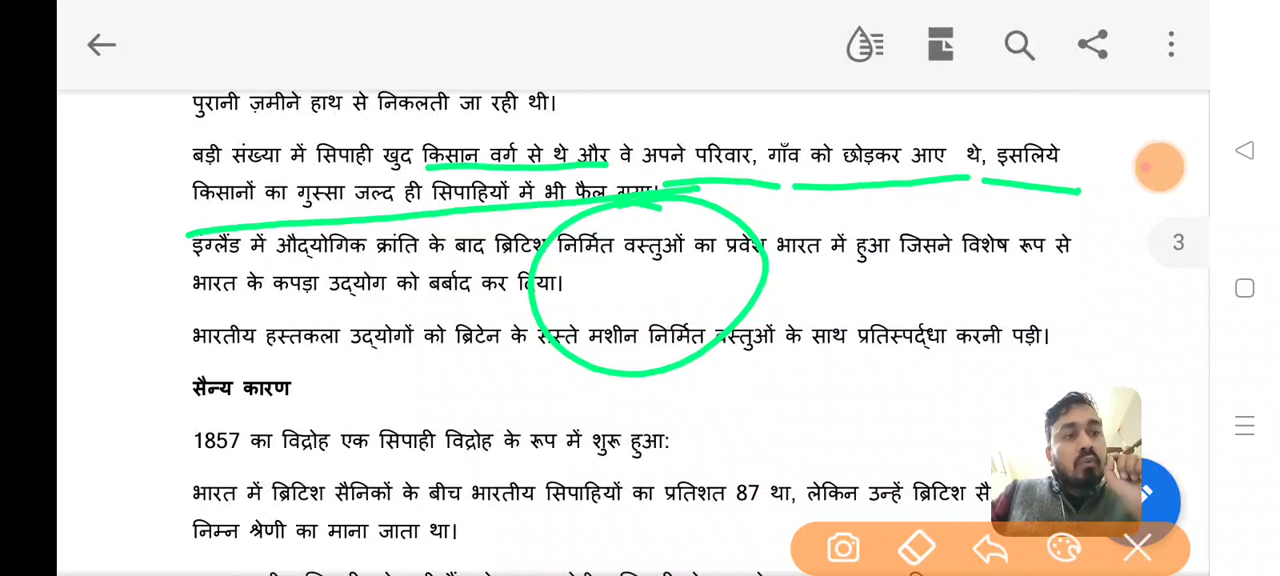 पुरानी ज़मीने हाथ से निकलती जा रही थी।
बड़ी संख्या में सिपाही खुद किसान वर्ग से थे और वे अपने परिवार, गाँव को छोड़कर आए थे, इसलिये
किसानों का गुस्सा जल्द ही सिपाहियों में भी फैल गया।
इंग्लैंड में औद्योगिक क्रांति के बाद ब्रिटिश निर्मित वस्तुओं का प्रवेश भारत में हुआ जिसने विशेष रूप से
भारत के कपड़ा उद्योग को बर्बाद कर दिया।
3
भारतीय हस्तकला उद्योगों को ब्रिटेन के सस्ते मशीन निर्मित वस्तुओं के साथ प्रतिस्पर्द्धा करनी पड़ी।
सैन्य कारण
1857 का विद्रोह एक सिपाही विद्रोह के रूप में शुरू हुआ:
भारत में ब्रिटिश सैनिकों के बीच भारतीय सिपाहियों का प्रतिशत 87 था, लेकिन उन्हें ब्रिटिश सै
निम्न श्रेणी का माना जाता था।